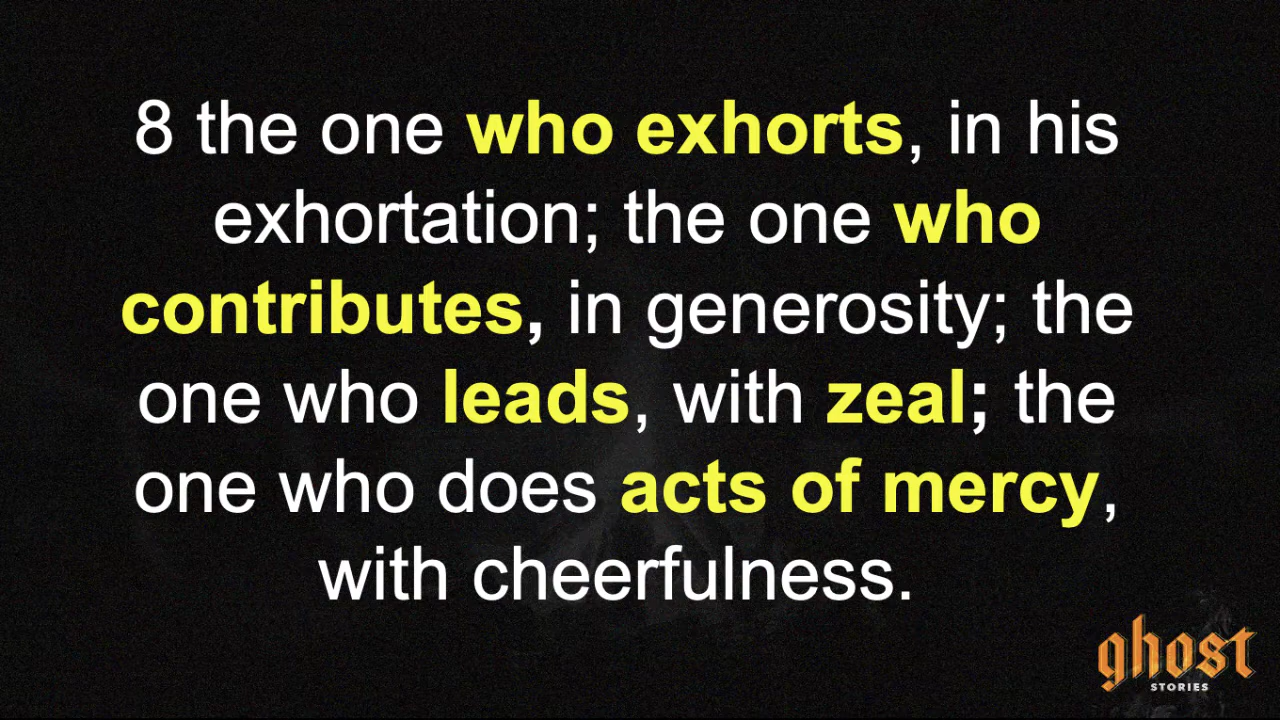 8 the one who exhorts, in his
exhortation; the one who
contributes, in generosity; the
one who leads, with zeal; the
one who does acts of mercy,
with cheerfulness.
ghost
STORIES